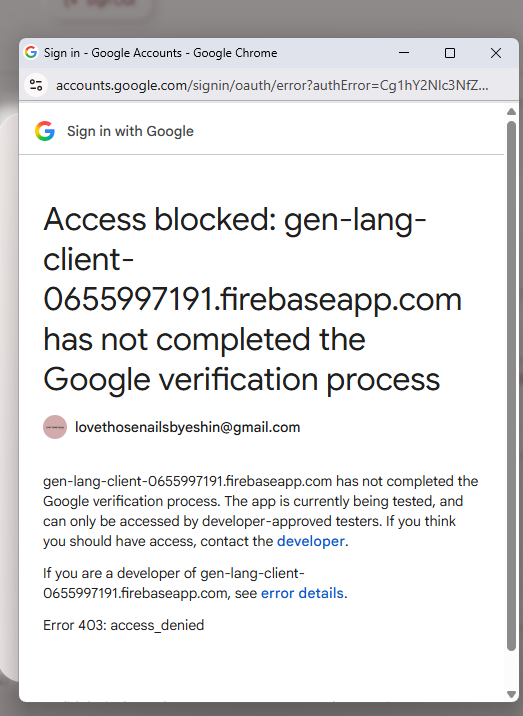 Sign in - Google Accounts - Google Chrome
accounts.google.com/signin/oauth/error?authError=Cg1hY2Nlc3NfZ...
Sign in with Google
Access blocked: gen-lang-
client-
0655997191.firebaseapp.com
has not completed the
Google verification process
lovethosenailsbyeshin@gmail.com
gen-lang-client-0655997191.firebaseapp.com has not completed the
Google verification process. The app is currently being tested, and
can only be accessed by developer-approved testers. If you think
you should have access, contact the developer.
If you are a developer of gen-lang-client-
0655997191.firebaseapp.com, see error details.
Error 403: access_denied